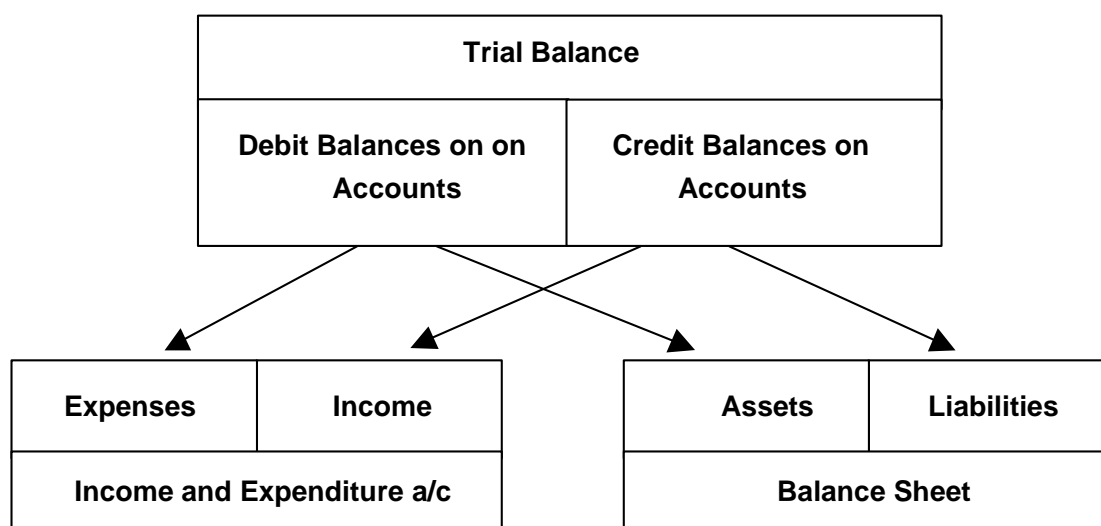 Trial Balance
Debit Balances on on
Accounts
Credit Balances on
Accounts
Expenses
Income
Assets
Liabilities
Income and Expenditure a/c
Balance Sheet